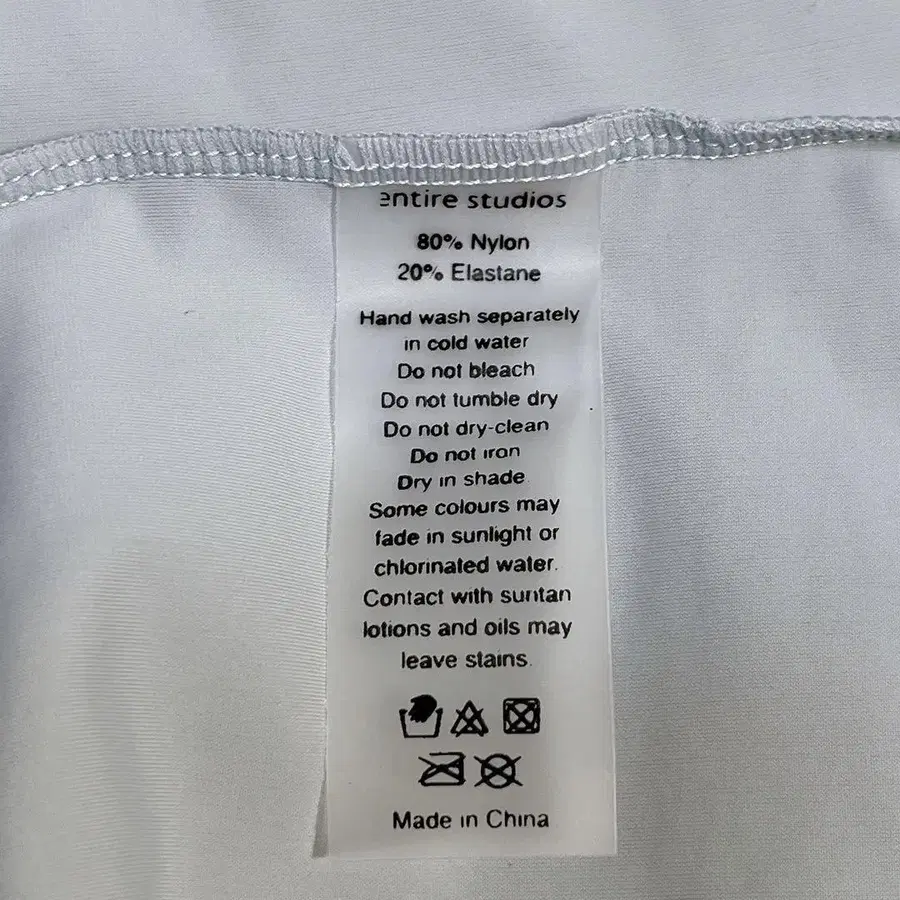 entire studios
80% Nylon
20% Elastane
Hand wash separately
in cold water
Do not bleach
Do not tumble dry
Do not dry-clean
Do not iron
Dry in shade
Some colours may
fade in sunlight or
chlorinated water.
Contact with suntan
lotions and oils may
leave stains.
Made in China